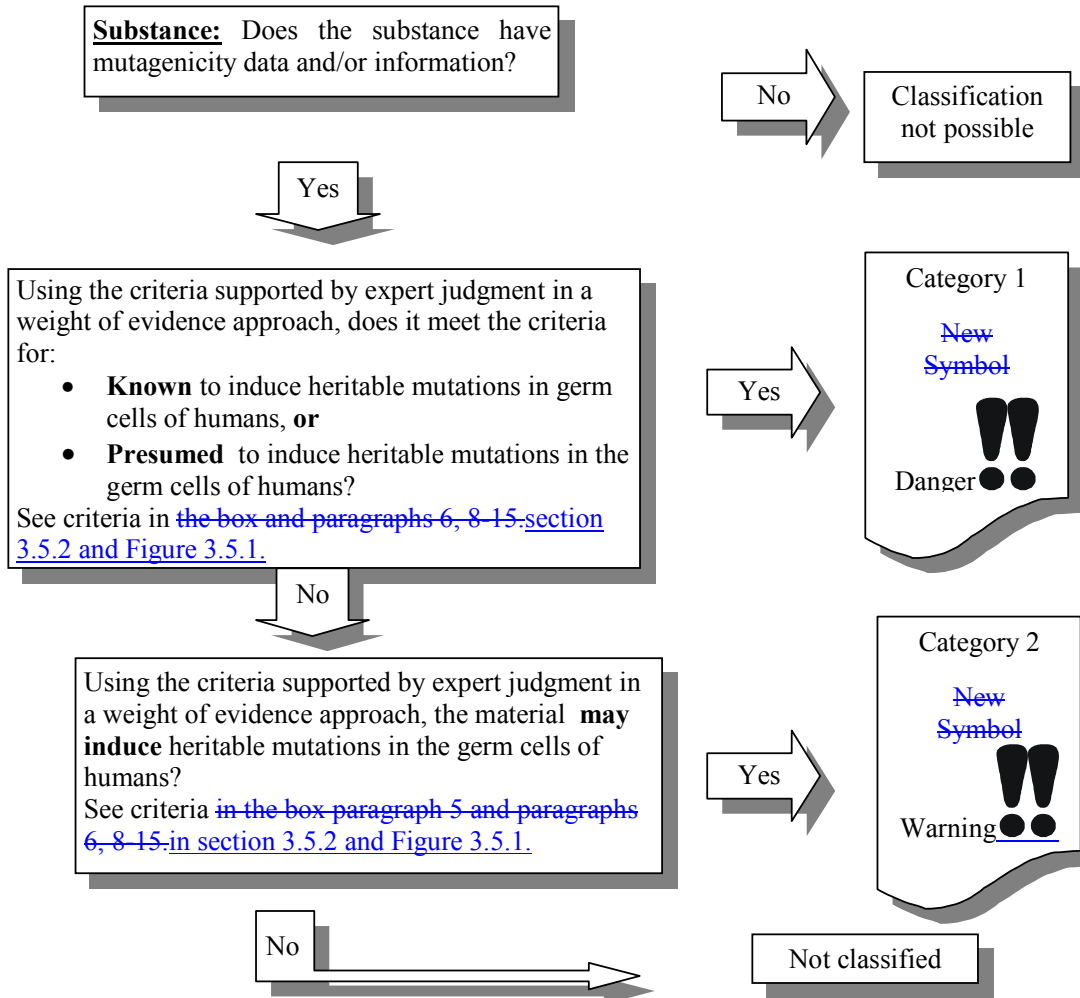 Substance: Does the substance have
mutagenicity data and/or information?
No
Classification
not possible
Yes
Using the criteria supported by expert judgment in a
weight of evidence approach, does it meet the criteria
for:
• Known to induce heritable mutations in germ
cells of humans, or
• Presumed to induce heritable mutations in the
germ cells of humans?
See criteria in the box and paragraphs 6, 8-15.section
3.5.2 and Figure 3.5.1.
Yes
Category 1
New
Symbol
Danger
No
Using the criteria supported by expert judgment in
a weight of evidence approach, the material may
induce heritable mutations in the germ cells of
humans?
See criteria in the box paragraph 5 and paragraphs
6, 8-15.in section 3.5.2 and Figure 3.5.1.
Yes
Category 2
New
Symbol
Warning
No
Not classified